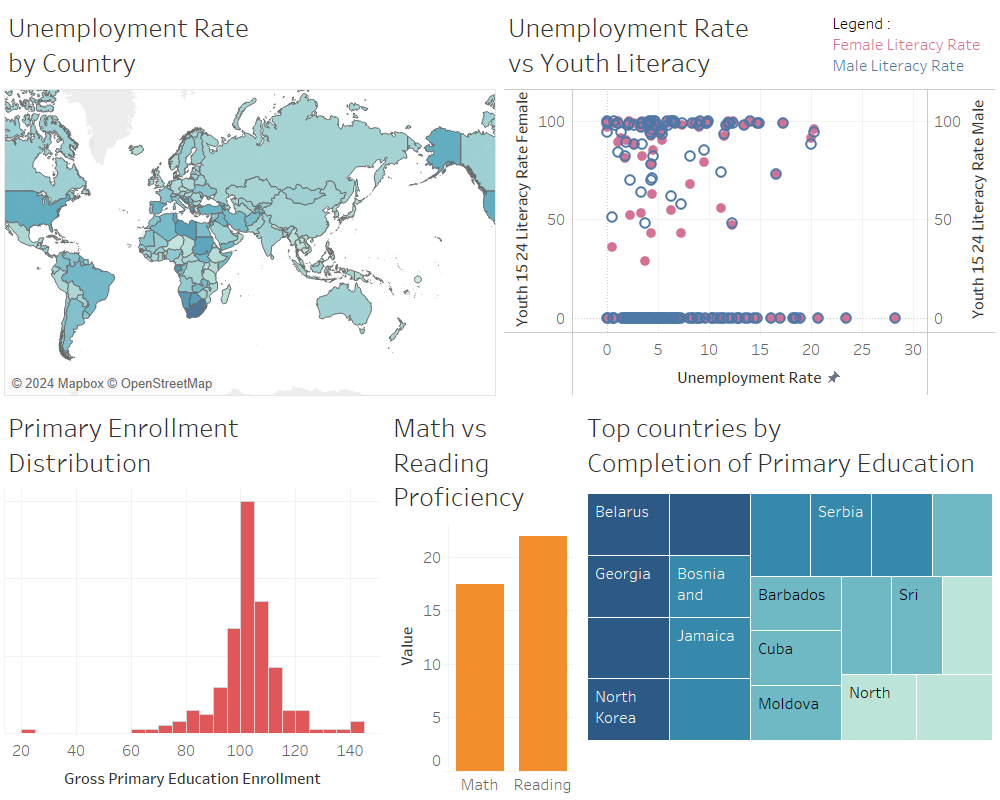 Unemployment Rate
by Country
© 2024 Mapbox © OpenStreetMap
Unemployment Rate
vs Youth Literacy
Legend :
Female Literacy Rate
Male Literacy Rate
Youth 15 24 Literacy Rate Female
100
50
0
100
50
0
Youth 15 24 Literacy Rate Male
0 5 10 15 20 25 30
Unemployment Rate
Primary Enrollment
Distribution
20 40 60 80 100 120 140
Gross Primary Education Enrollment
Math vs
Reading
Proficiency
Value
20
15
10
5
0
Math Reading
Top countries by
Completion of Primary Education
Belarus
Georgia
North
Korea
Bosnia
and
Jamaica
Serbia
Barbados
Cuba
Moldova
Sri
North